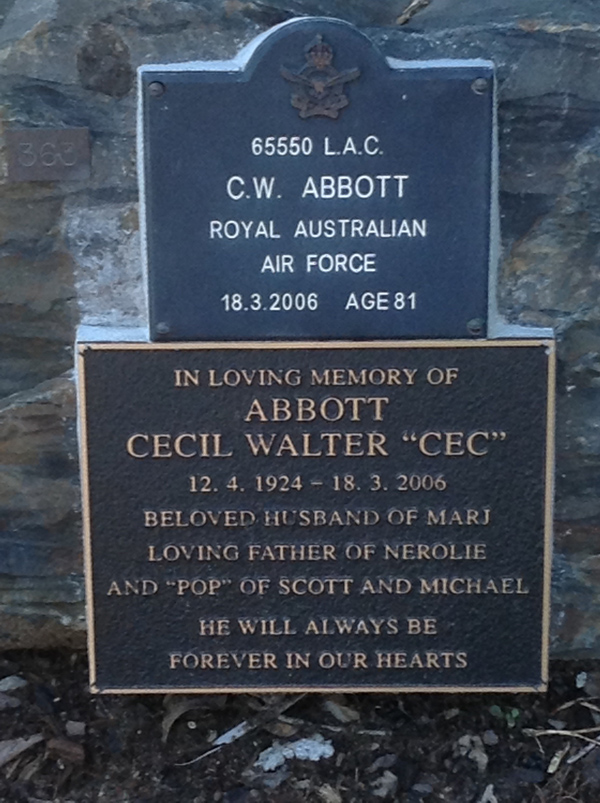 363
65550 L.A.C.
C.W. ABBOTT
ROYAL AUSTRALIAN
AIR FORCE
18.3.2006 AGE 81
IN LOVING MEMORY OF
ABBOTT
CECIL WALTER "CEC"
12. 4. 1924 – 18. 3. 2006
BELOVED HUSBAND OF MARJ
LOVING FATHER OF NEROLIE
AND "POP" OF SCOTT AND MICHAEL
HE WILL ALWAYS BE
FOREVER IN OUR HEARTS